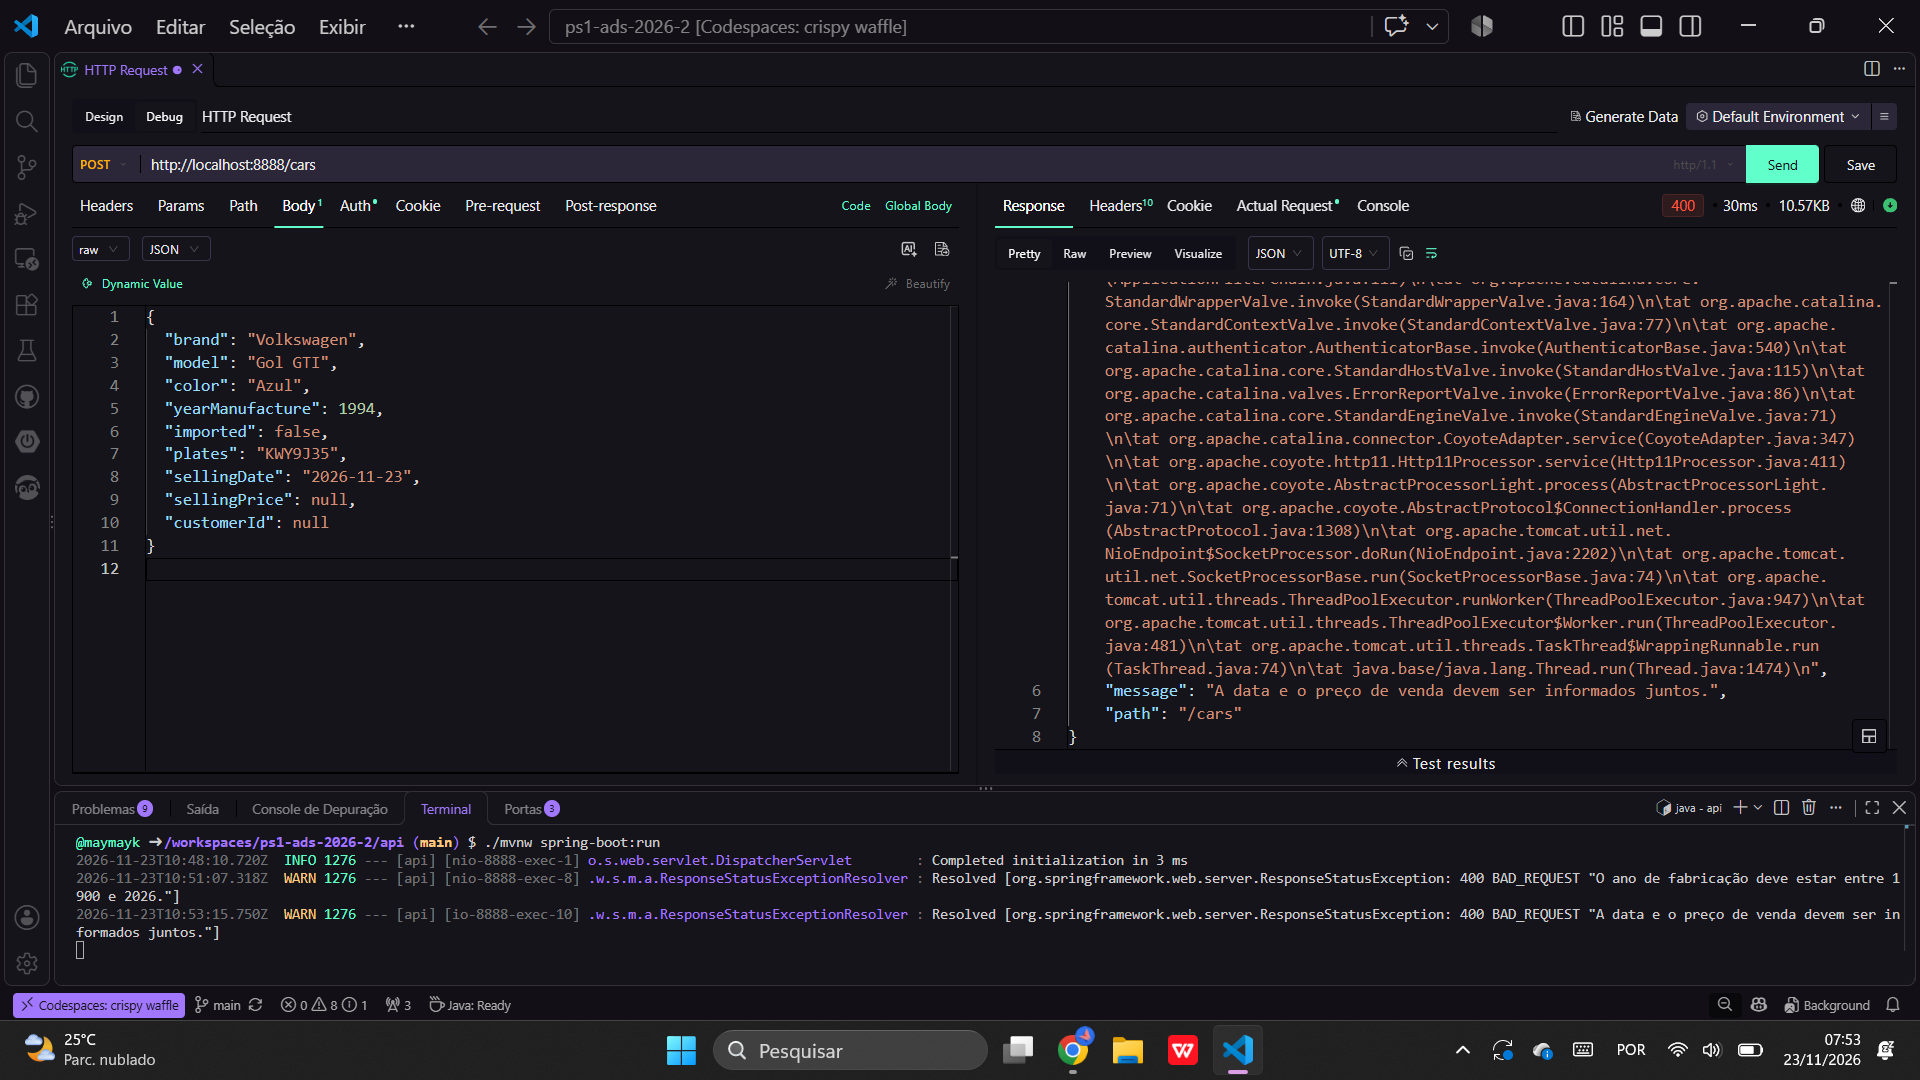 Arquivo Editar Seleção Exibir ···
ps1-ads-2026-2 [Codespaces: crispy waffle]
HTTP HTTP Request
Design Debug HTTP Request
Generate Data Default Environment
POST http://localhost:8888/cars http/1.1 Send Save
Headers Params Path Body 1 Auth Cookie Pre-request Post-response Code Global Body
raw JSON
AI
Dynamic Value Beautify
1 {
2 "brand": "Volkswagen",
3 "model": "Gol GTI",
4 "color": "Azul",
5 "yearManufacture": 1994,
6 "imported": false,
7 "plates": "KWY9J35",
8 "sellingDate": "2026-11-23",
9 "sellingPrice": null,
10 "customerId": null
11 }
12
Response Headers 10 Cookie Actual Request Console 400 30ms 10.57KB
Pretty Raw Preview Visualize JSON UTF-8
(ApplicationFilterChain.java:111)\n\tat org.apache.catalina.core.
StandardWrapperValve.invoke(StandardWrapperValve.java:164)\n\tat org.apache.catalina.
core.StandardContextValve.invoke(StandardContextValve.java:77)\n\tat org.apache.
catalina.authenticator.AuthenticatorBase.invoke(AuthenticatorBase.java:540)\n\tat
org.apache.catalina.core.StandardHostValve.invoke(StandardHostValve.java:115)\n\tat
org.apache.catalina.valves.ErrorReportValve.invoke(ErrorReportValve.java:86)\n\tat
org.apache.catalina.core.StandardEngineValve.invoke(StandardEngineValve.java:71)
\n\tat org.apache.catalina.connector.CoyoteAdapter.service(CoyoteAdapter.java:347)
\n\tat org.apache.coyote.http11.Http11Processor.service(Http11Processor.java:411)
\n\tat org.apache.coyote.AbstractProcessorLight.process(AbstractProcessorLight.
java:71)\n\tat org.apache.coyote.AbstractProtocol$ConnectionHandler.process
(AbstractProtocol.java:1308)\n\tat org.apache.tomcat.util.net.
NioEndpoint$SocketProcessor.doRun(NioEndpoint.java:2202)\n\tat org.apache.tomcat.
util.net.SocketProcessorBase.run(SocketProcessorBase.java:74)\n\tat org.apache.
tomcat.util.threads.ThreadPoolExecutor.runWorker(ThreadPoolExecutor.java:947)\n\tat
org.apache.tomcat.util.threads.ThreadPoolExecutor$Worker.run(ThreadPoolExecutor.
java:481)\n\tat org.apache.tomcat.util.threads.TaskThread$WrappingRunnable.run
(TaskThread.java:74)\n\tat java.base/java.lang.Thread.run(Thread.java:1474)\n",
6 "message": "A data e o preço de venda devem ser informados juntos.",
7 "path": "/cars"
8 }
Test results
Problemas 9 Saída Console de Depuração Terminal Portas 3 java - api
@maymayk ➜/workspaces/ps1-ads-2026-2/api (main) $ ./mvnw spring-boot:run
2026-11-23T10:48:10.720Z INFO 1276 --- [api] [nio-8888-exec-1] o.s.web.servlet.DispatcherServlet : Completed initialization in 3 ms
2026-11-23T10:51:07.318Z WARN 1276 --- [api] [nio-8888-exec-8] .w.s.m.a.ResponseStatusExceptionResolver : Resolved [org.springframework.web.server.ResponseStatusException: 400 BAD_REQUEST "O ano de fabricação deve estar entre 1
900 e 2026."]
2026-11-23T10:53:15.750Z WARN 1276 --- [api] [io-8888-exec-10] .w.s.m.a.ResponseStatusExceptionResolver : Resolved [org.springframework.web.server.ResponseStatusException: 400 BAD_REQUEST "A data e o preço de venda devem ser in
formados juntos."]
Codespaces: crispy waffle main 0 8 1 3 Java: Ready Background
25°C
Parc. nublado
Pesquisar
POR
07:53
23/11/2026